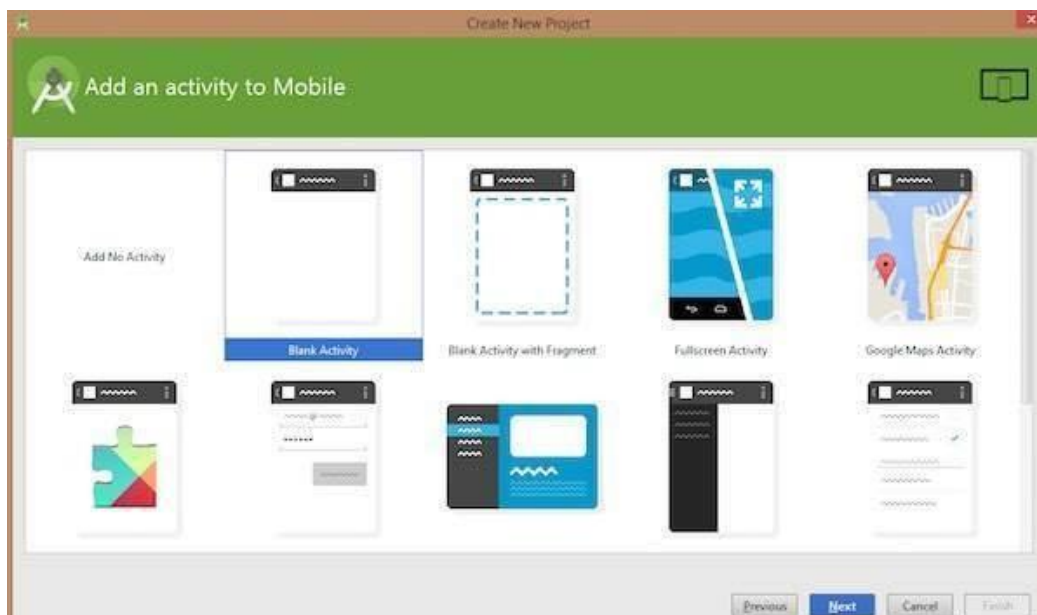 Create New Project
Add an activity to Mobile
Add No Activity
Blank Activity
Blank Activity with Fragment
Fullscreen Activity
Google Maps Activity
Previous
Next
Cancel
Finish